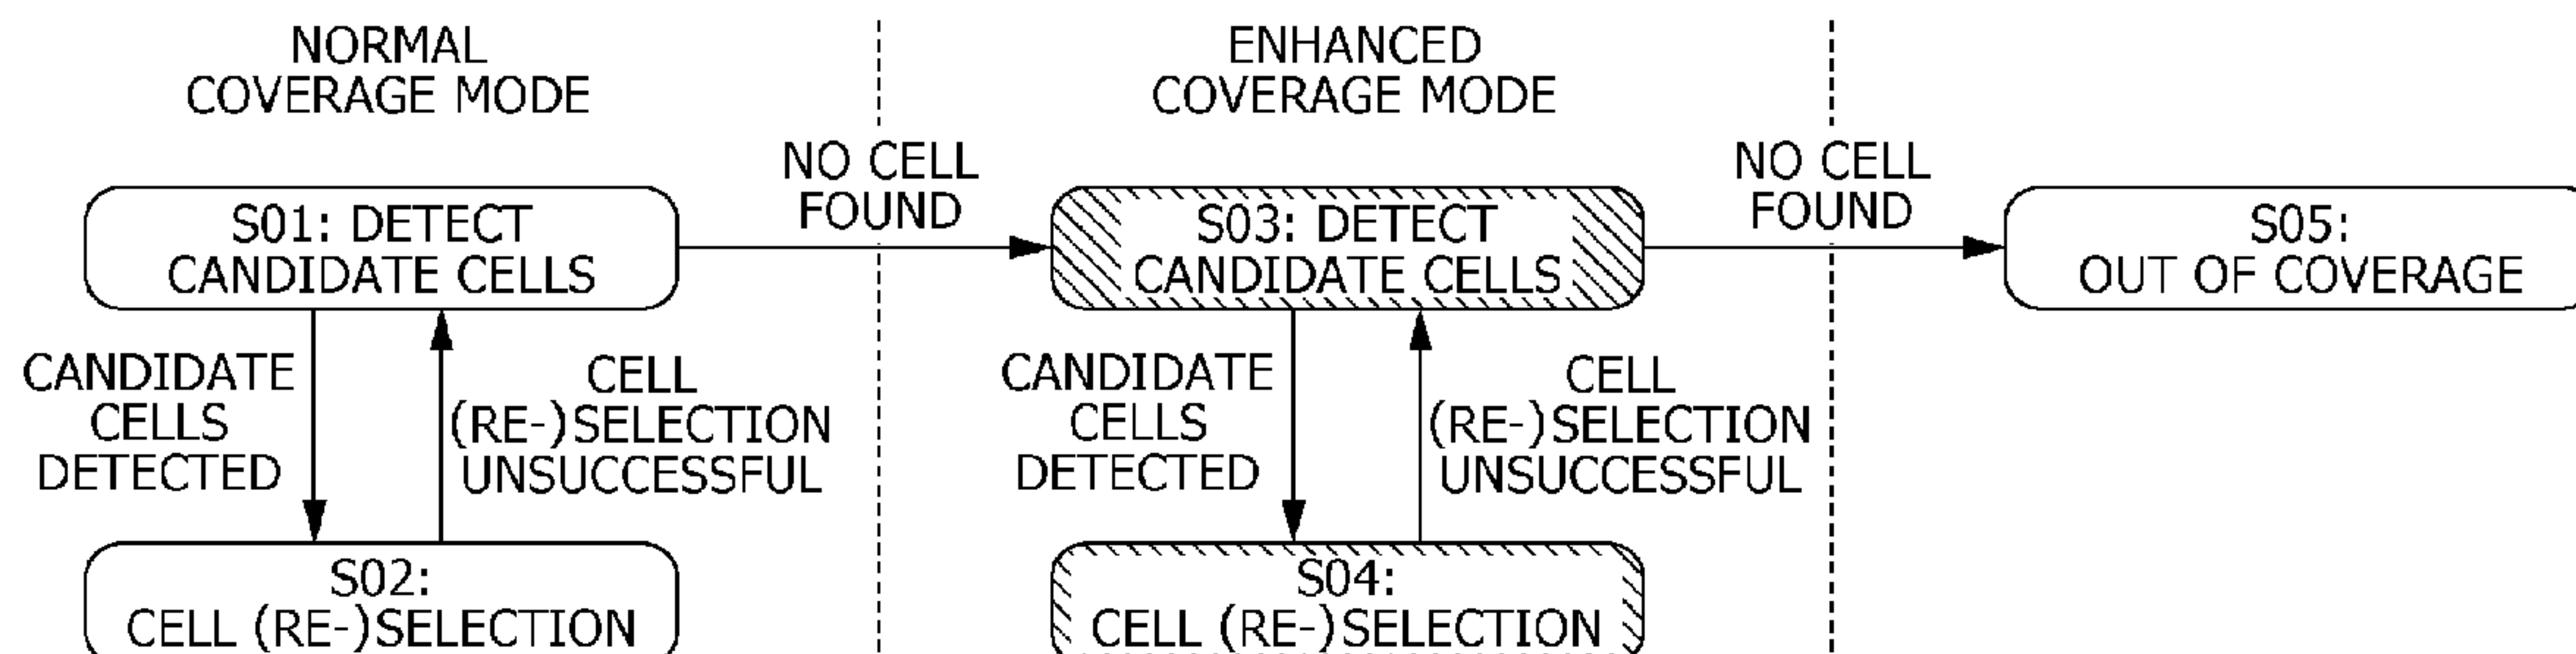 NORMAL
COVERAGE MODE
ENHANCED
COVERAGE MODE
NO CELL
FOUND
NO CELL
FOUND
S01: DETECT
CANDIDATE CELLS
S03: DETECT
CANDIDATE CELLS
S05:
OUT OF COVERAGE
CANDIDATE
CELLS
DETECTED
CELL
(RE-)SELECTION
UNSUCCESSFUL
CANDIDATE
CELLS
DETECTED
CELL
(RE-)SELECTION
UNSUCCESSFUL
S02:
CELL (RE-)SELECTION
S04:
CELL (RE-)SELECTION